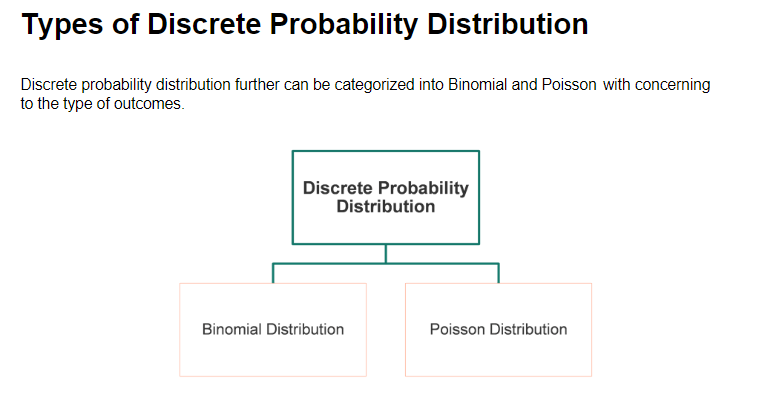 Types of Discrete Probability Distribution
Discrete probability distribution further can be categorized into Binomial and Poisson with concerning
to the type of outcomes.
Discrete Probability
Distribution
Binomial Distribution
Poisson Distribution